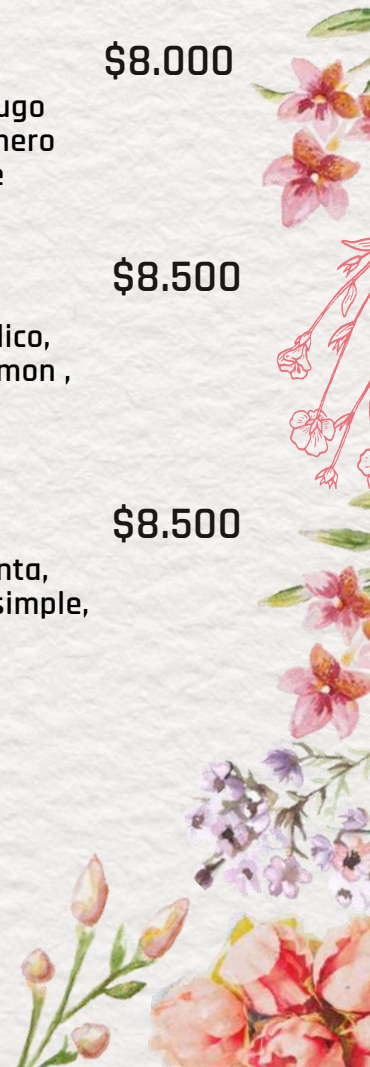 $8.000
ugo
nero
e
$8.500
lico,
mon ,
$8.500
nta,
simple,